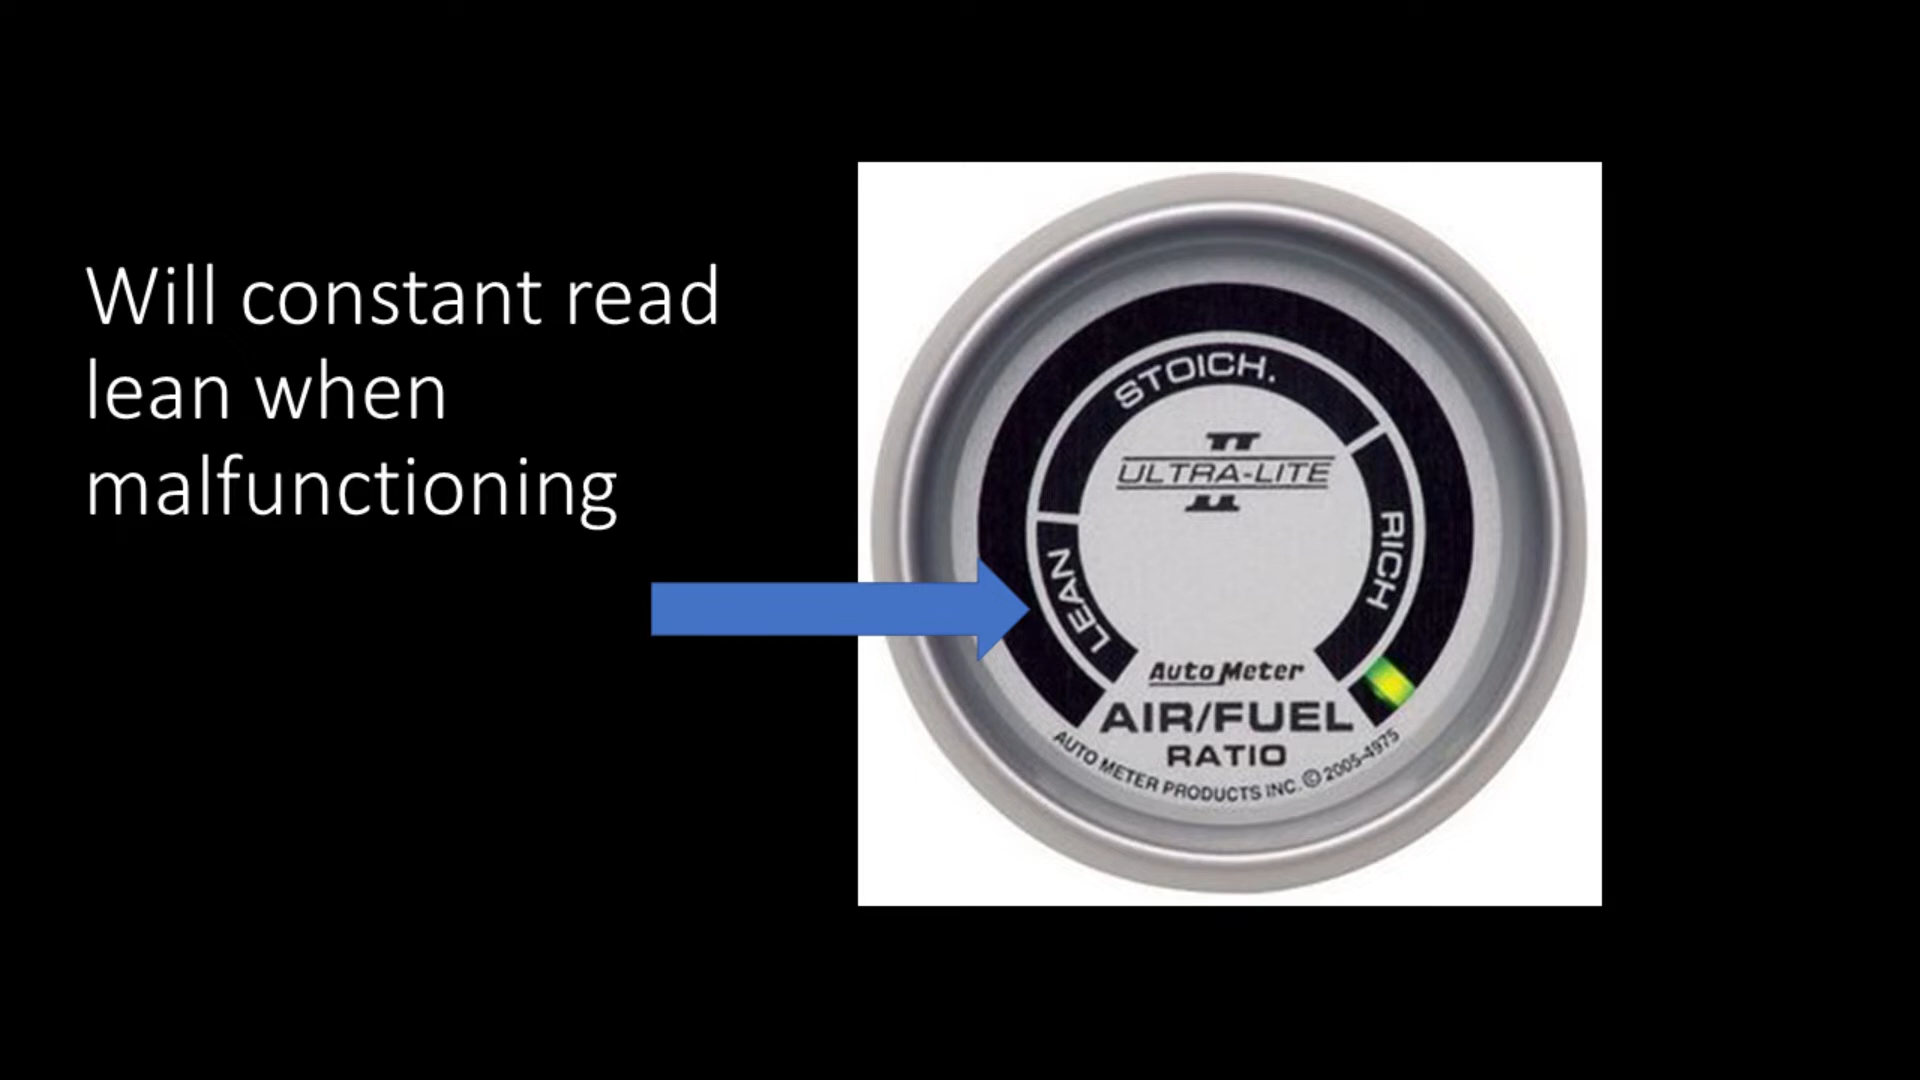 Will constant read
lean when
malfunctioning
STOICH.
II
ULTRA-LITE
II
LEAN
RICH
Auto Meter
AIR/FUEL
RATIO
AUTO METER PRODUCTS INC. © 2005-4975